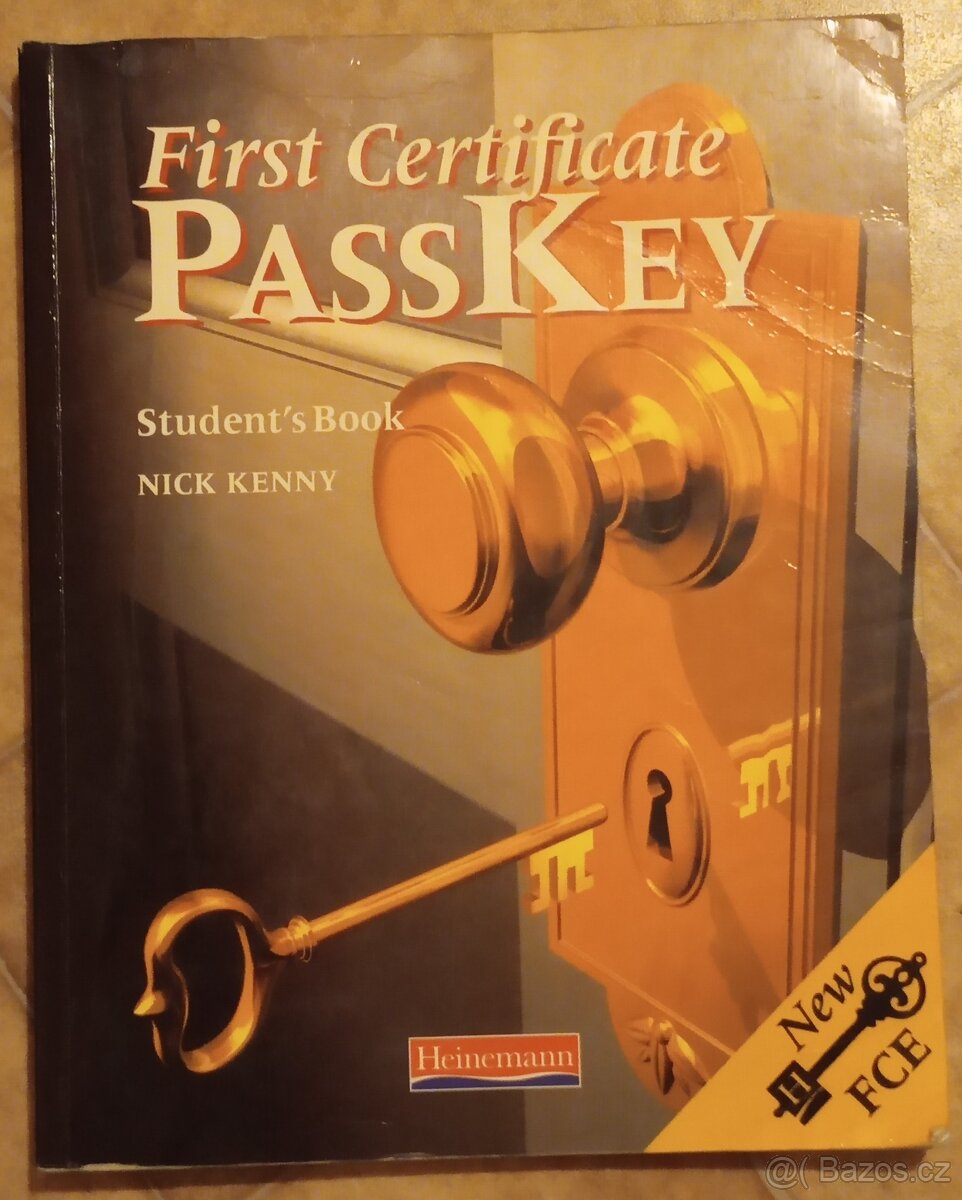 First Certificate
PASSKEY
Student's Book
NICK KENNY
Heinemann
New
FCE
@( Bazos.cz